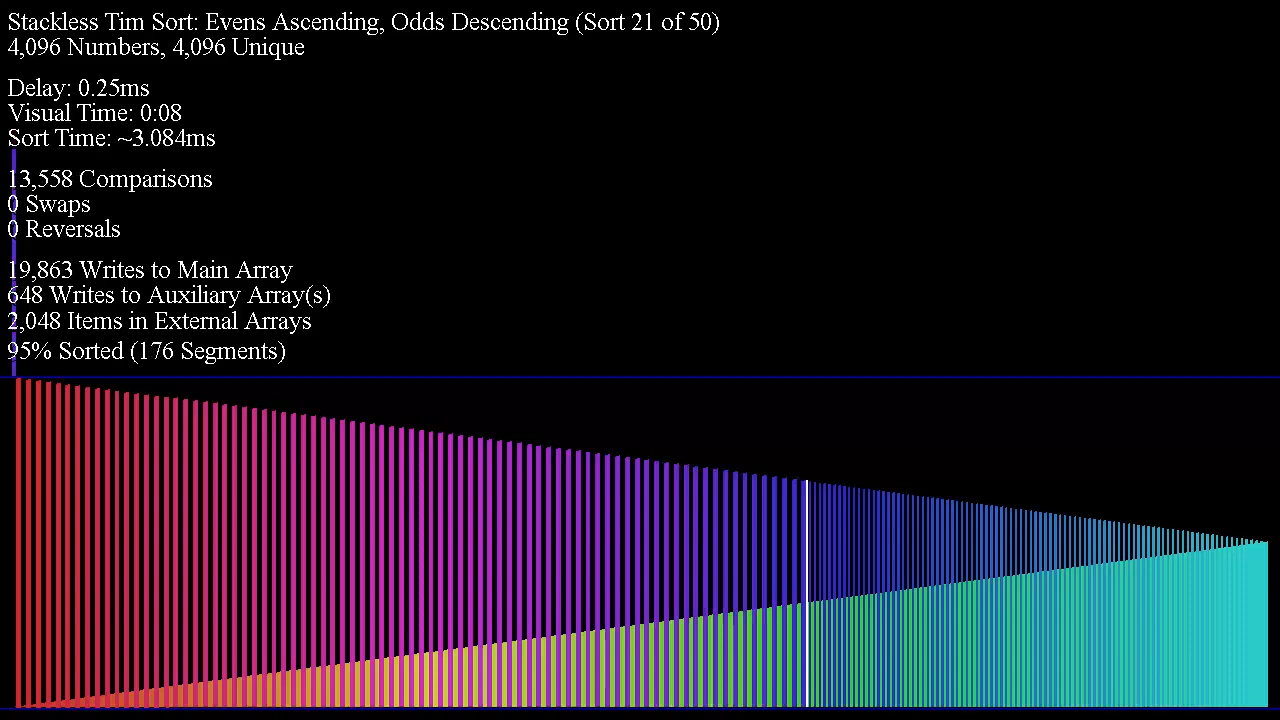 Stackless Tim Sort: Evens Ascending, Odds Descending (Sort 21 of 50)
4,096 Numbers, 4,096 Unique
Delay: 0.25ms
Visual Time: 0:08
Sort Time: ~3.084ms
13,558 Comparisons
0 Swaps
0 Reversals
19,863 Writes to Main Array
648 Writes to Auxiliary Array(s)
2,048 Items in External Arrays
95% Sorted (176 Segments)